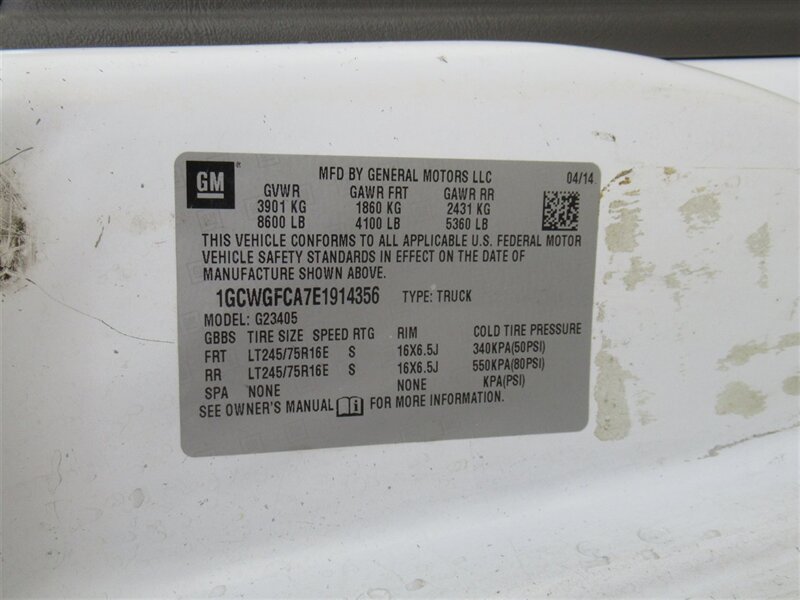 GM ® MFD BY GENERAL MOTORS LLC 04/14
GVWR GAWR FRT GAWR RR
3901 KG 1860 KG 2431 KG
8600 LB 4100 LB 5360 LB
THIS VEHICLE CONFORMS TO ALL APPLICABLE U.S. FEDERAL MOTOR
VEHICLE SAFETY STANDARDS IN EFFECT ON THE DATE OF
MANUFACTURE SHOWN ABOVE.
1GCWGFCA7E1914356 TYPE: TRUCK
MODEL: G23405
GBBS TIRE SIZE SPEED RTG RIM COLD TIRE PRESSURE
FRT LT245/75R16E S 16X6.5J 340KPA(50PSI)
RR LT245/75R16E S 16X6.5J 550KPA(80PSI)
SPA NONE NONE KPA(PSI)
SEE OWNER'S MANUAL FOR MORE INFORMATION.